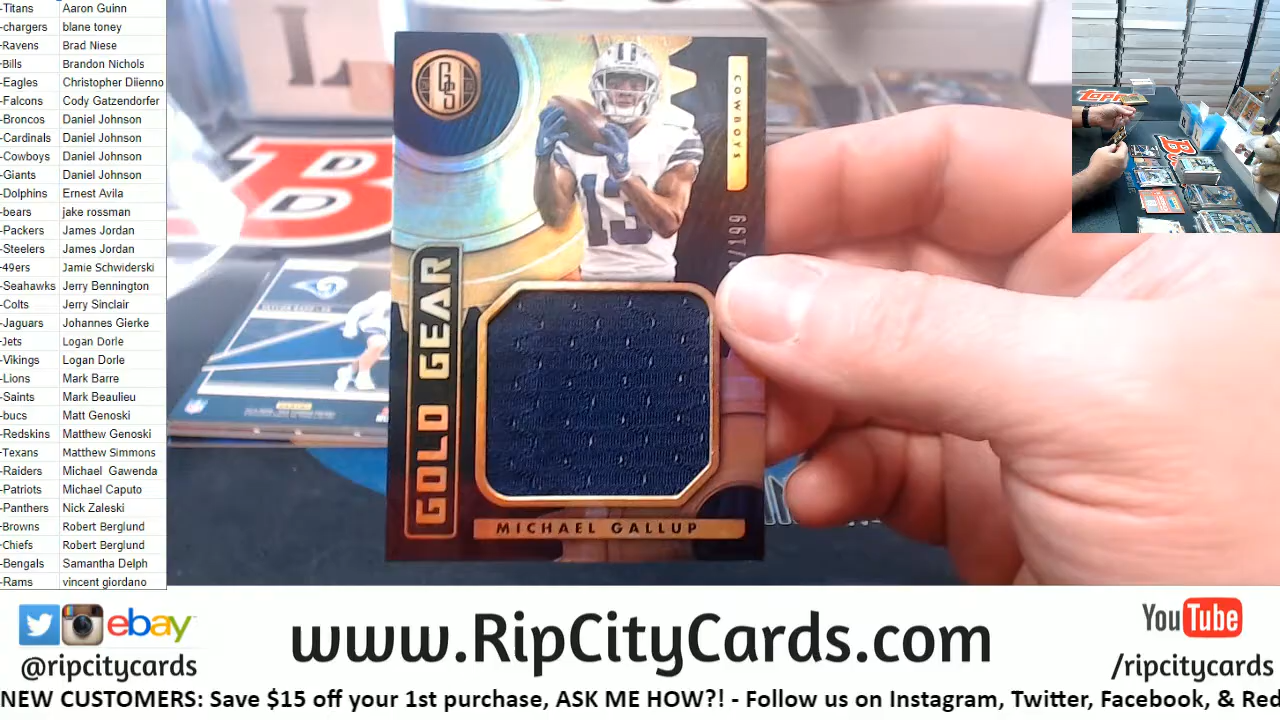 -Titans Aaron Guinn
-chargers blane toney
-Ravens Brad Niese
-Bills Brandon Nichols
-Eagles Christopher Diienno
-Falcons Cody Gatzendorfer
-Broncos Daniel Johnson
-Cardinals Daniel Johnson
-Cowboys Daniel Johnson
-Giants Daniel Johnson
-Dolphins Ernest Avila
-bears jake rossman
-Packers James Jordan
-Steelers James Jordan
-49ers Jamie Schwiderski
-Seahawks Jerry Bennington
-Colts Jerry Sinclair
-Jaguars Johannes Gierke
-Jets Logan Dorle
-Vikings Logan Dorle
-Lions Mark Barre
-Saints Mark Beaulieu
-bucs Matt Genoski
-Redskins Matthew Genoski
-Texans Matthew Simmons
-Raiders Michael Gawenda
-Patriots Michael Caputo
-Panthers Nick Zaleski
-Browns Robert Berglund
-Chiefs Robert Berglund
-Bengals Samantha Delph
-Rams vincent giordano
GS
COWBOYS
13
/199
GOLD GEAR
MICHAEL GALLUP
Topps
B
ebay
@ripcitycards
www.RipCityCards.com
YouTube
/ripcitycards
NEW CUSTOMERS: Save $15 off your 1st purchase, ASK ME HOW?! - Follow us on Instagram, Twitter, Facebook, & Red